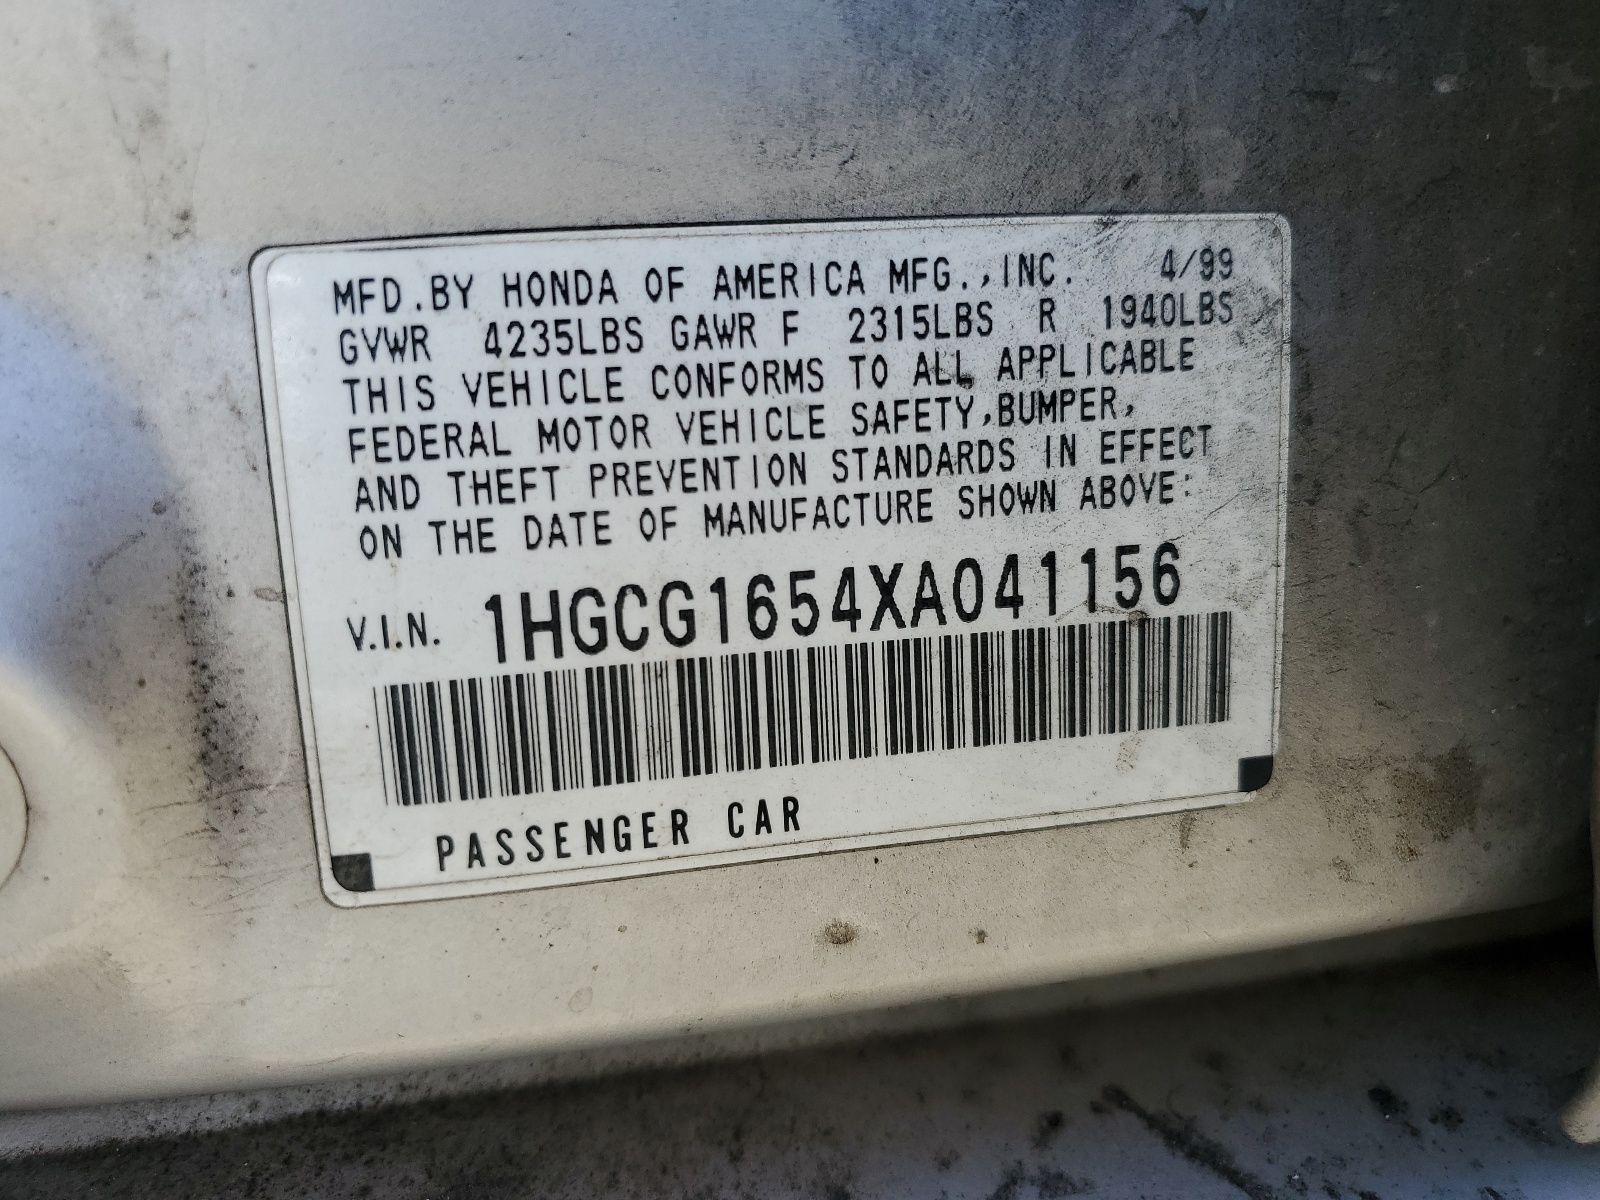 MFD.BY HONDA OF AMERICA MFG.,INC. 4/99
GVWR 4235LBS GAWR F 2315LBS R 1940LBS
THIS VEHICLE CONFORMS TO ALL APPLICABLE
FEDERAL MOTOR VEHICLE SAFETY,BUMPER,
AND THEFT PREVENTION STANDARDS IN EFFECT
ON THE DATE OF MANUFACTURE SHOWN ABOVE:
V.I.N. 1HGCG1654XA041156
PASSENGER CAR